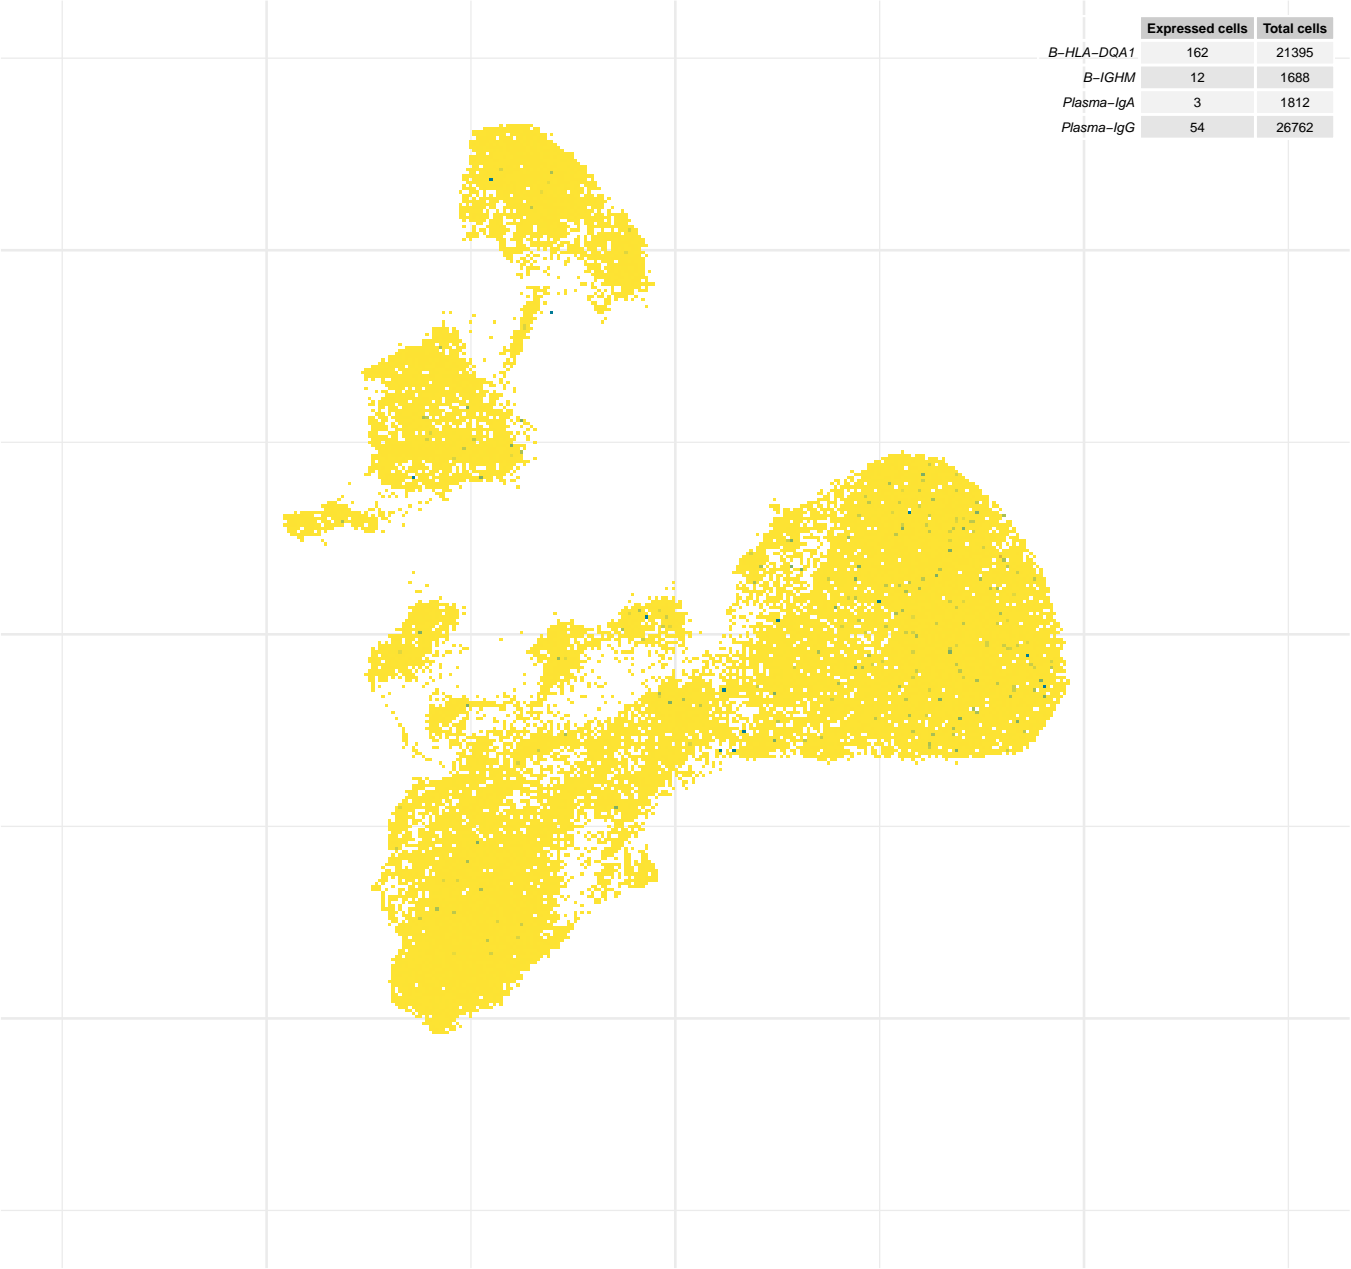 Expressed cells Total cells
B−HLA−DQA1 162 21395
B−IGHM 12 1688
Plasma−IgA 3 1812
Plasma−IgG 54 26762